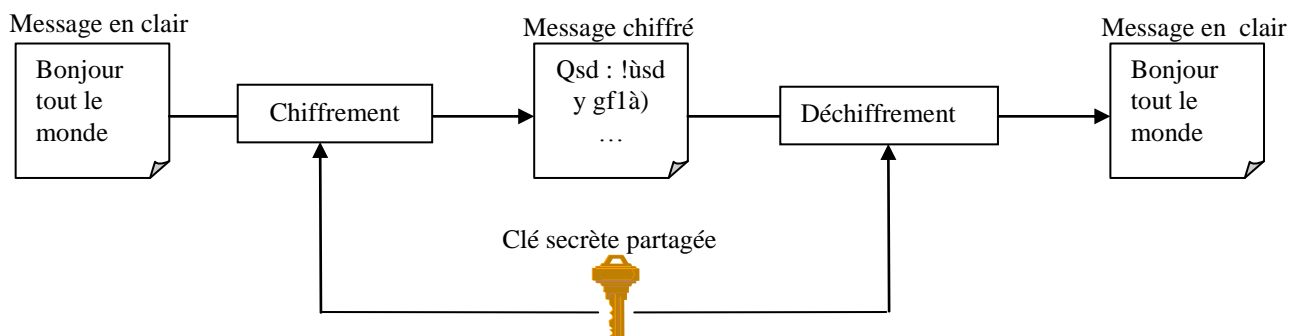 Message en clair
Bonjour
tout le
monde
Chiffrement
Message chiffré
Qsd : !ùsd
y gf1à)
…
Déchiffrement
Message en  clair
Bonjour
tout le
monde
Clé secrète partagée